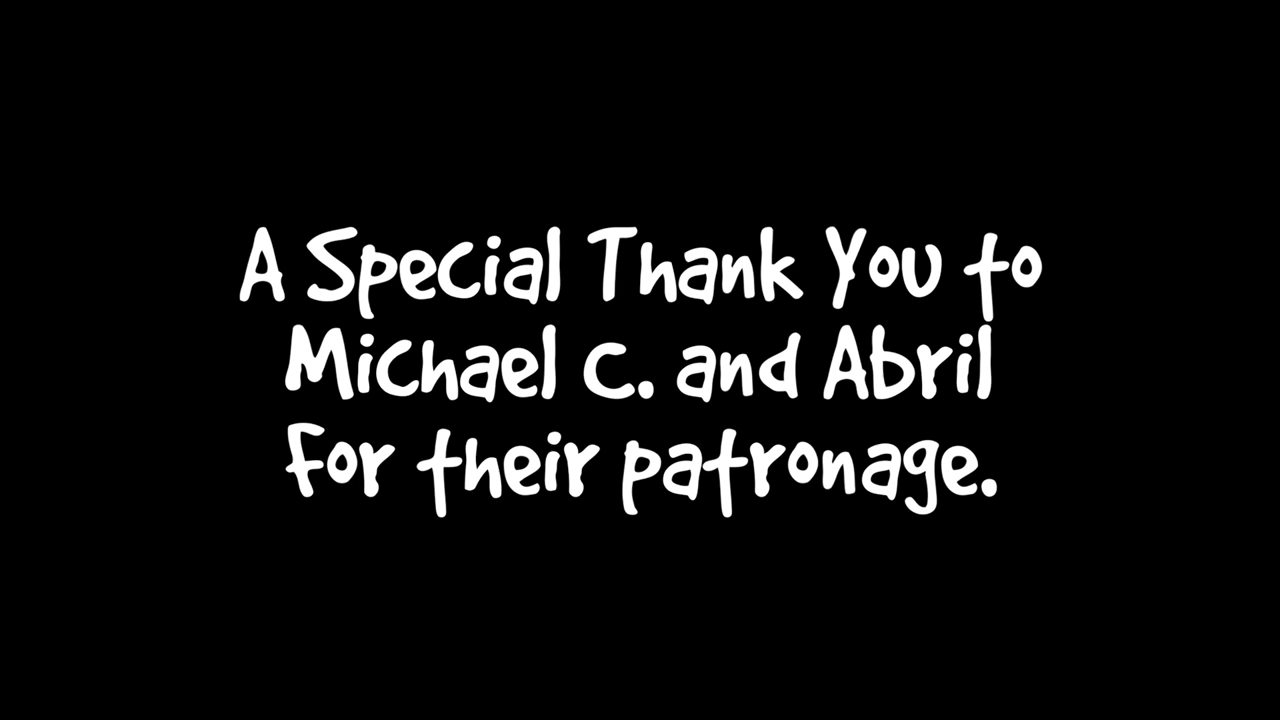 A Special Thank You to
Michael C. and Abril
For their patronage.